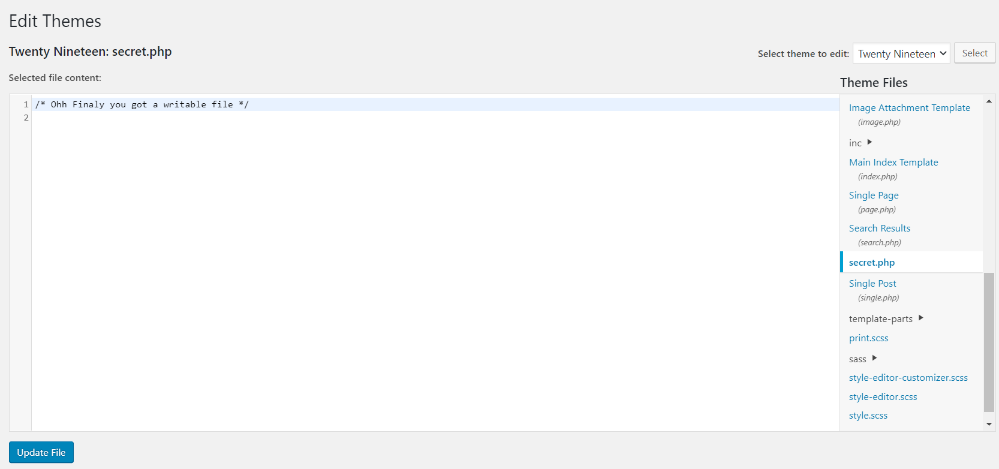 Edit Themes
Twenty Nineteen: secret.php
Select theme to edit: Twenty Nineteen Select
Selected file content:
Theme Files
1 /* Ohh Finaly you got a writable file */
2
Image Attachment Template
(image.php)
inc
Main Index Template
(index.php)
Single Page
(page.php)
Search Results
(search.php)
secret.php
Single Post
(single.php)
template-parts
print.scss
sass
style-editor-customizer.scss
style-editor.scss
style.scss
Update File